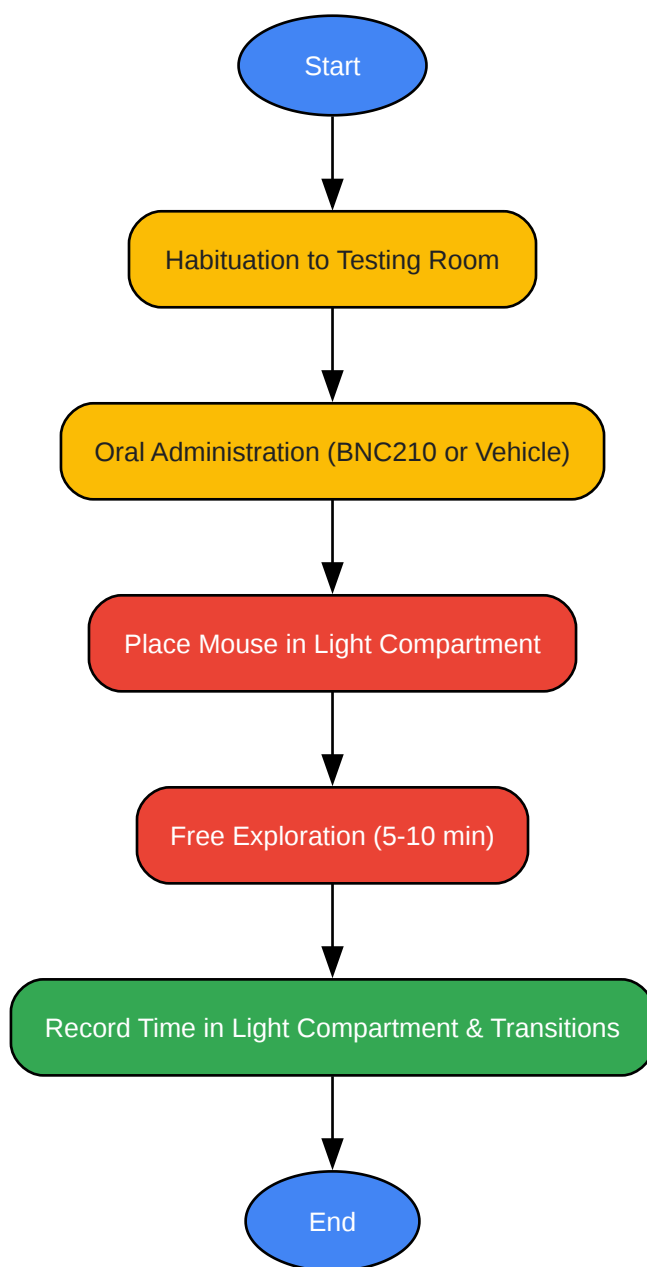 Start
Habituation to Testing Room
Oral Administration (BNC210 or Vehicle)
Place Mouse in Light Compartment
Free Exploration (5-10 min)
Record Time in Light Compartment & Transitions
End